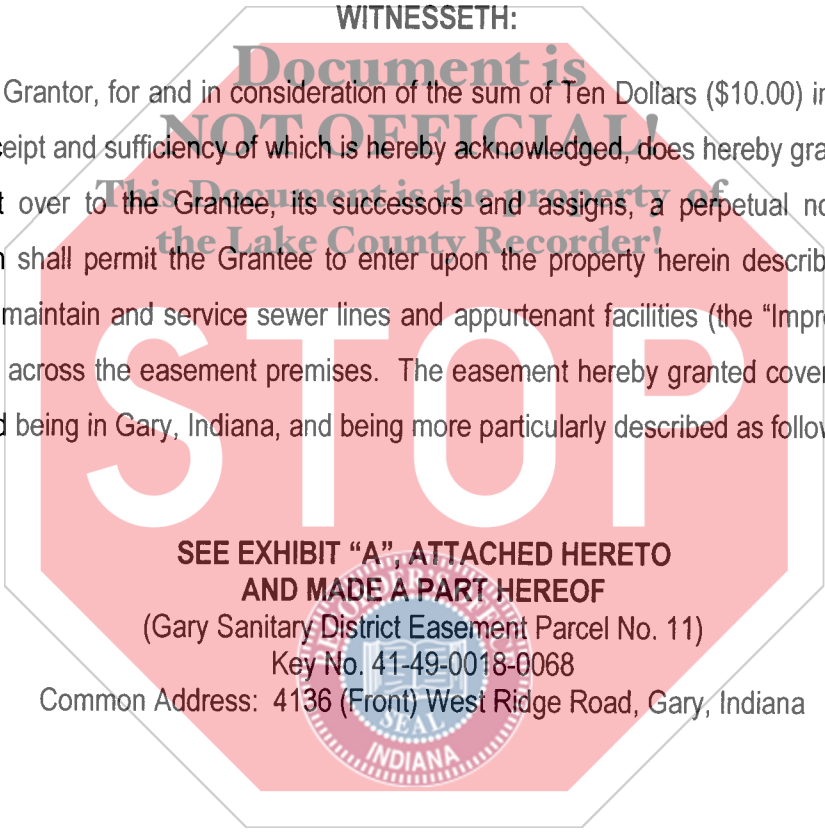 WITNESSETH:
Document is
Grantor, for and in consideration of the sum of Ten Dollars ($10.00) in
NOT OFFICIAL!
ceipt and sufficiency of which is hereby acknowledged, does hereby gra
This Document is the property of
t over to the Grantee, its successors and assigns, a perpetual no
the Lake County Recorder!
shall permit the Grantee to enter upon the property herein describ
maintain and service sewer lines and appurtenant facilities (the “Impr
across the easement premises. The easement hereby granted cover
d being in Gary, Indiana, and being more particularly described as follow
STOP
SEE EXHIBIT “A”, ATTACHED HERETO
AND MADE A PART HEREOF
(Gary Sanitary District Easement Parcel No. 11)
Key No. 41-49-0018-0068
Common Address: 4136 (Front) West Ridge Road, Gary, Indiana
SEAL
INDIANA